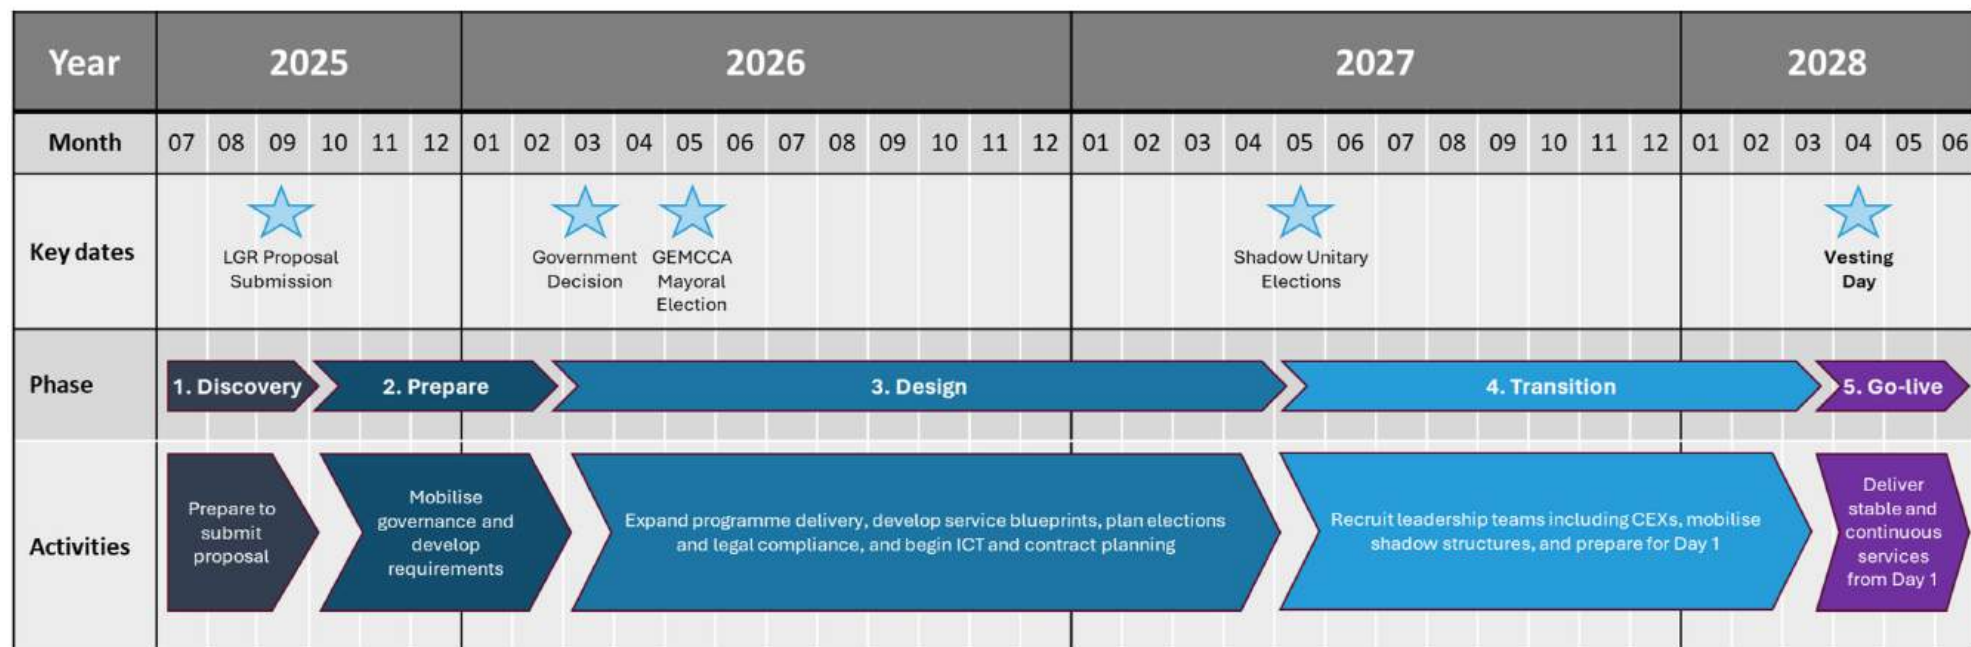 Year 2025 2026 2027 2028
Month 07 08 09 10 11 12 01 02 03 04 05 06 07 08 09 10 11 12 01 02 03 04 05 06 07 08 09 10 11 12 01 02 03 04 05 06
Key dates
LGR Proposal
Submission
Government
Decision
GEMCCA
Mayoral
Election
Shadow Unitary
Elections
Vesting
Day
Phase
1. Discovery
2. Prepare
3. Design
4. Transition
5. Go-live
Activities
Prepare to
submit
proposal
Mobilise
governance and
develop
requirements
Expand programme delivery, develop service blueprints, plan elections
and legal compliance, and begin ICT and contract planning
Recruit leadership teams including CEXs, mobilise
shadow structures, and prepare for Day 1
Deliver
stable and
continuous
services
from Day 1